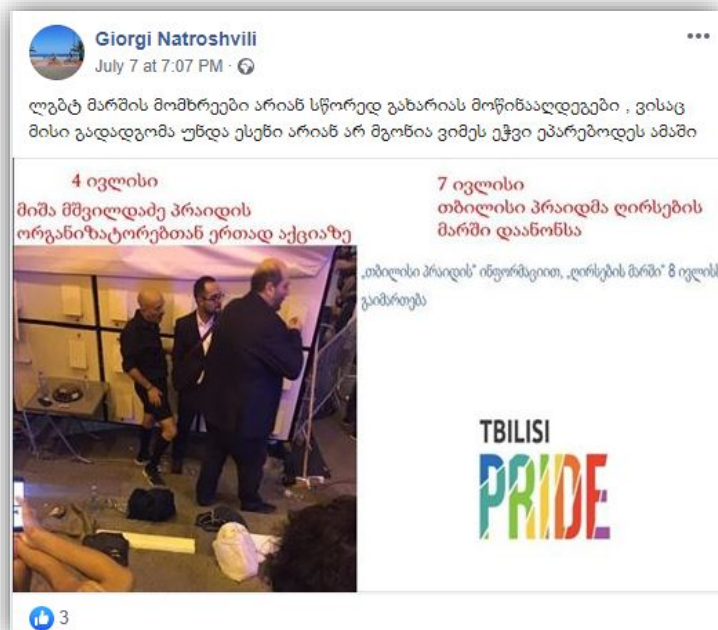 Giorgi Natroshvili
July 7 at 7:07 PM ·
ლგბტ მარშის მომხრეები არიან სწორედ გახარიას მოწინააღდეგები , ვისაც
მისი გადადგომა უნდა ესენი არიან არ მგონია ვიმეს ეჭვი ეპარებოდეს ამაში
4 ივლისი
მიშა მშვილდაძე პრაიდის
ორგანიზატორებთან ერთად აქციაზე
7 ივლისი
თბილისი პრაიდმა ღირსების
მარში დაანონსა
„თბილისი პრაიდის" ინფორმაციით, „ღირსების მარში" 8 ივლისს
გაიმართება
TBILISI
PRIDE
3